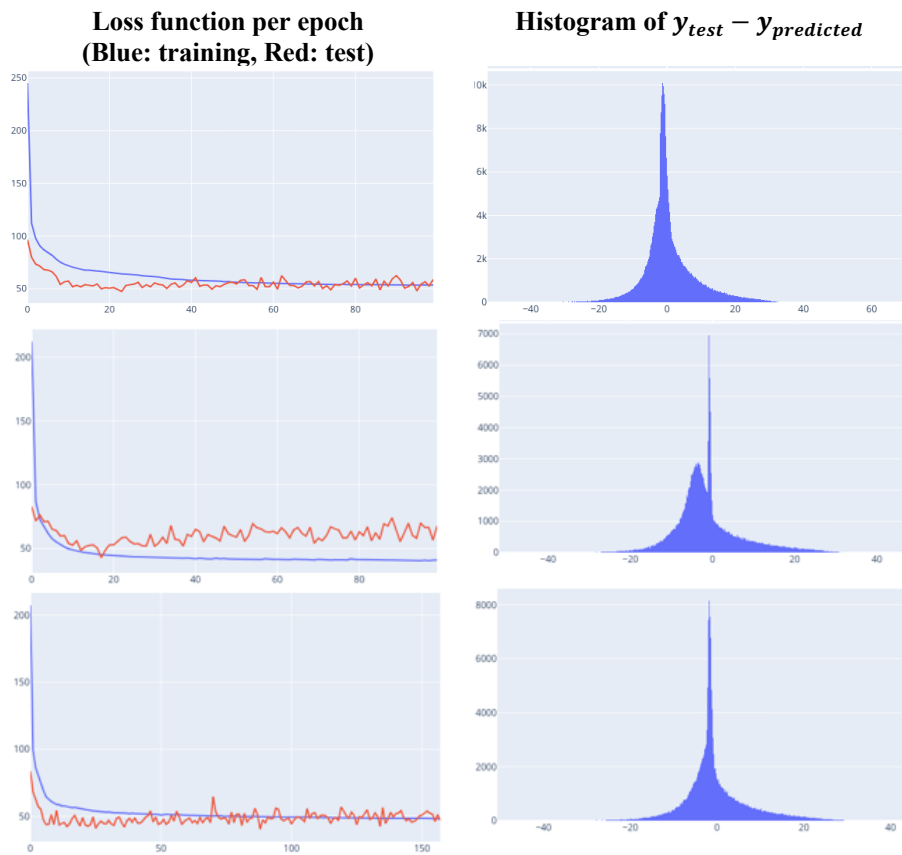 Loss function per epoch
(Blue: training, Red: test)
Histogram of y_test − y_predicted
250
200
150
100
50
0 20 40 60 80
10k
8k
6k
4k
2k
0
−40 −20 0 20 40 60
200
150
100
50
0 20 40 60 80
7000
6000
5000
4000
3000
2000
1000
0
−40 −20 0 20 40
200
150
100
50
0 50 100 150
8000
6000
4000
2000
0
−40 −20 0 20 40